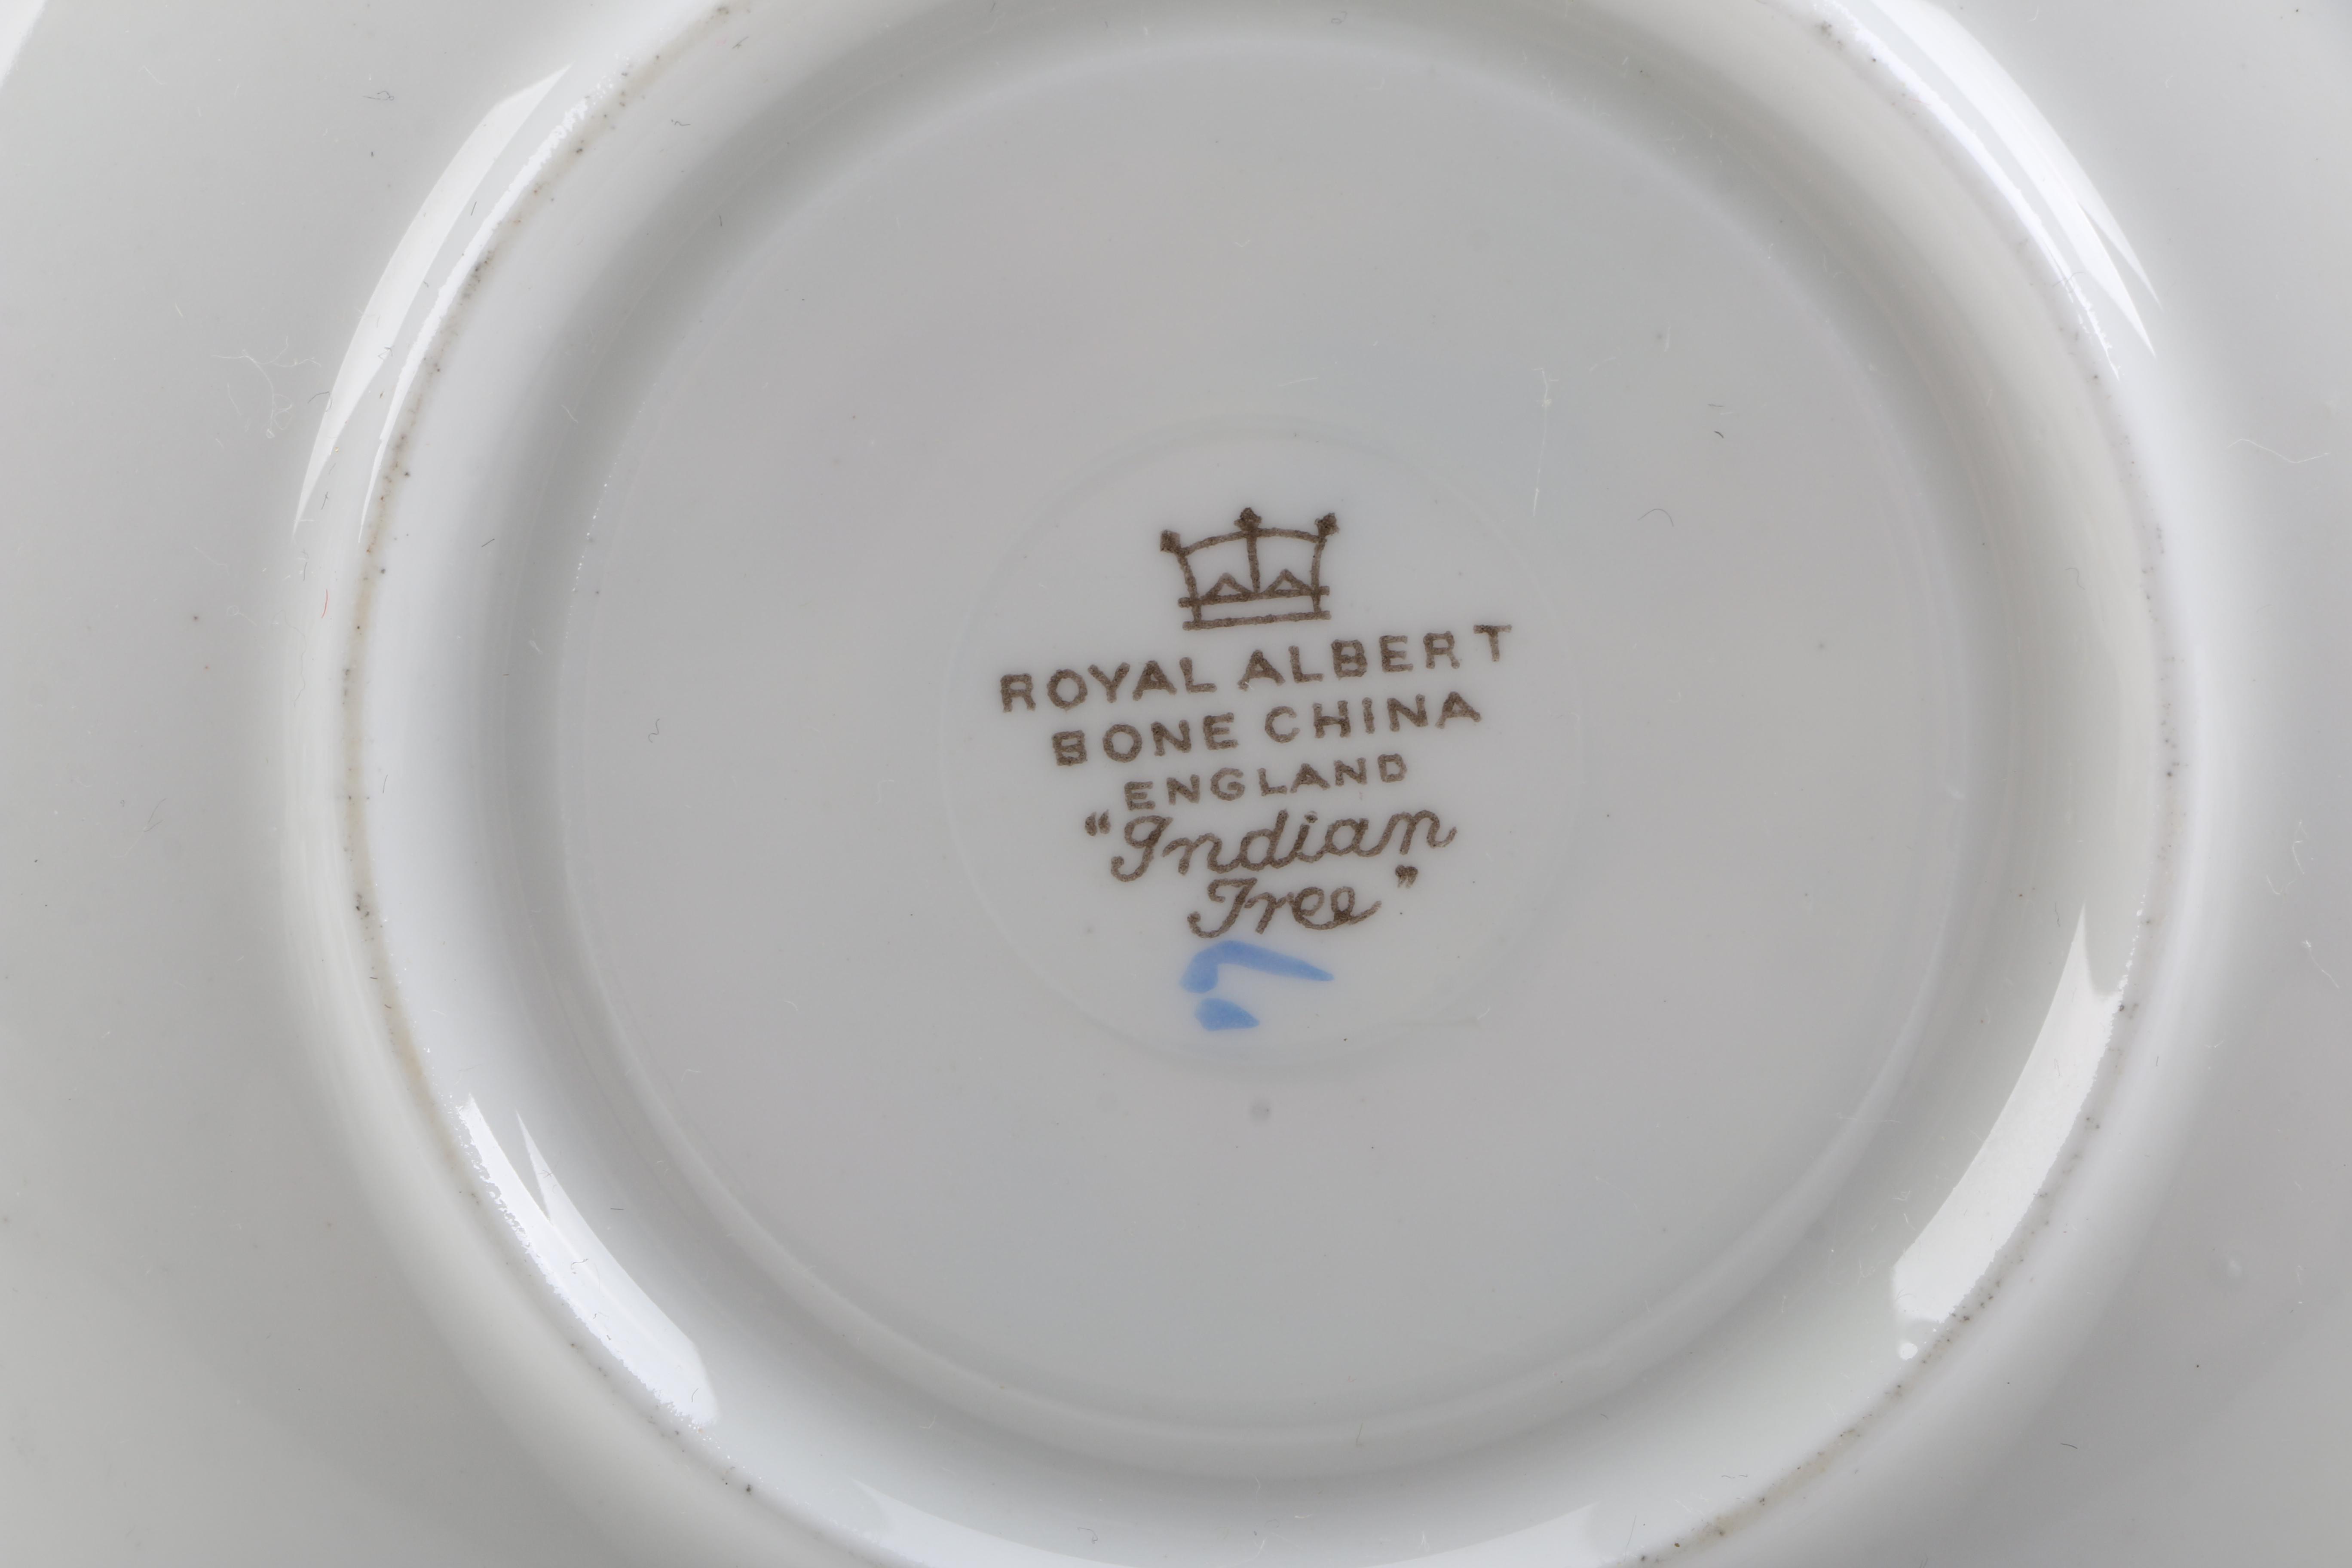 ROYAL ALBERT
BONE CHINA
ENGLAND
"Indian
Tree"